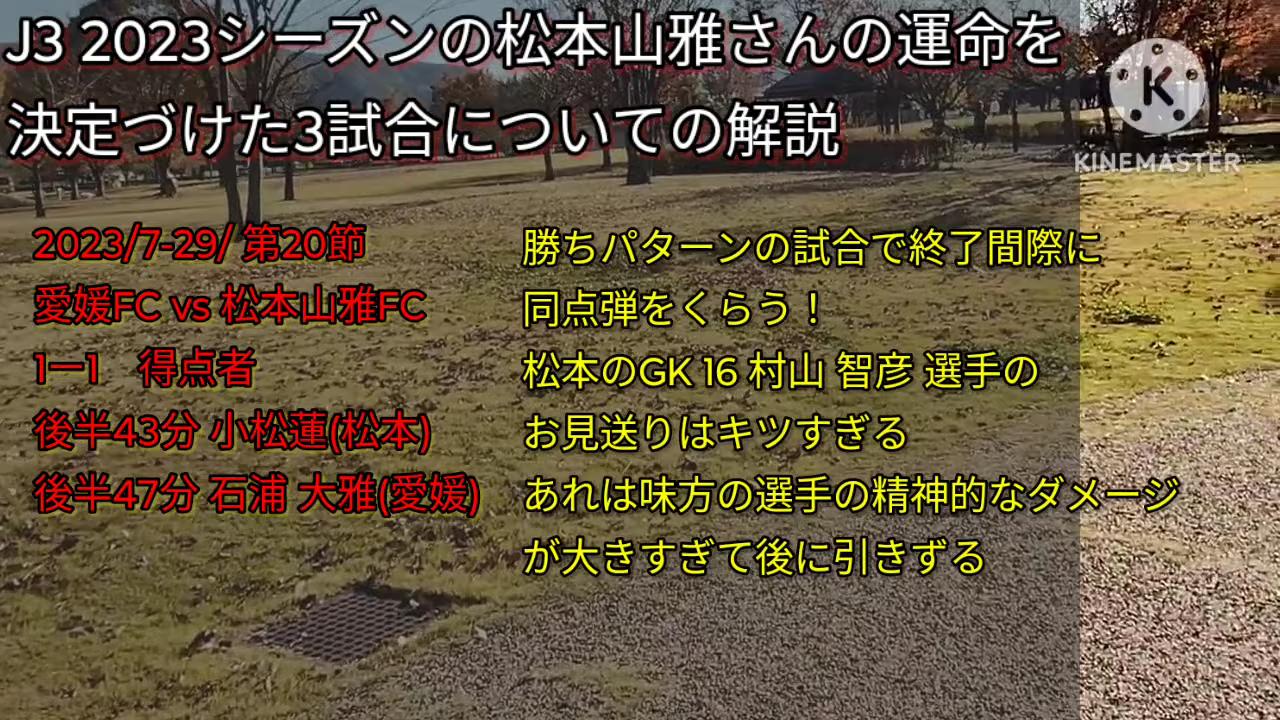 J3 2023シーズンの松本山雅さんの運命を
決定づけた3試合についての解説
K
KINEMASTER
2023/7-29/ 第20節
愛媛FC vs 松本山雅FC
1ー1 得点者
後半43分 小松蓮(松本)
後半47分 石浦 大雅(愛媛)
勝ちパターンの試合で終了間際に
同点弾をくらう！
松本のGK 16 村山 智彦 選手の
お見送りはキツすぎる
あれは味方の選手の精神的なダメージ
が大きすぎて後に引きずる